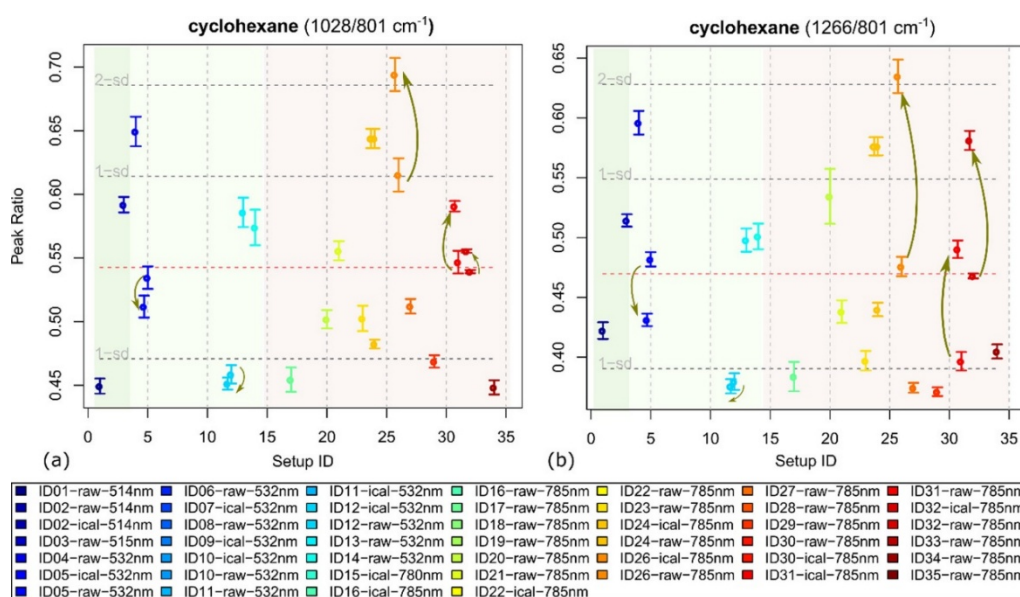 cyclohexane (1028/801 cm-1)
cyclohexane (1266/801 cm-1)
Peak Ratio
0.70
0.65
0.60
0.55
0.50
0.45
2-sd
1-sd
1-sd
0 5 10 15 20 25 30 35
(a)
Setup ID
0.65
0.60
0.55
0.50
0.45
0.40
2-sd
1-sd
1-sd
0 5 10 15 20 25 30 35
(b)
Setup ID
ID01-raw-514nm ID06-raw-532nm ID11-ical-532nm ID16-raw-785nm ID22-raw-785nm ID27-raw-785nm ID31-raw-785nm
ID02-raw-514nm ID07-ical-532nm ID12-ical-532nm ID17-raw-785nm ID23-raw-785nm ID28-raw-785nm ID32-ical-785nm
ID02-ical-514nm ID08-raw-532nm ID12-raw-532nm ID18-raw-785nm ID24-ical-785nm ID29-raw-785nm ID32-raw-785nm
ID03-raw-515nm ID09-ical-532nm ID13-raw-532nm ID19-raw-785nm ID24-raw-785nm ID30-raw-785nm ID33-raw-785nm
ID04-raw-532nm ID10-ical-532nm ID14-raw-532nm ID20-raw-785nm ID26-ical-785nm ID30-ical-785nm ID34-raw-785nm
ID05-ical-532nm ID10-raw-532nm ID15-ical-780nm ID21-raw-785nm ID26-raw-785nm ID31-ical-785nm ID35-raw-785nm
ID05-raw-532nm ID11-raw-532nm ID16-ical-785nm ID22-ical-785nm